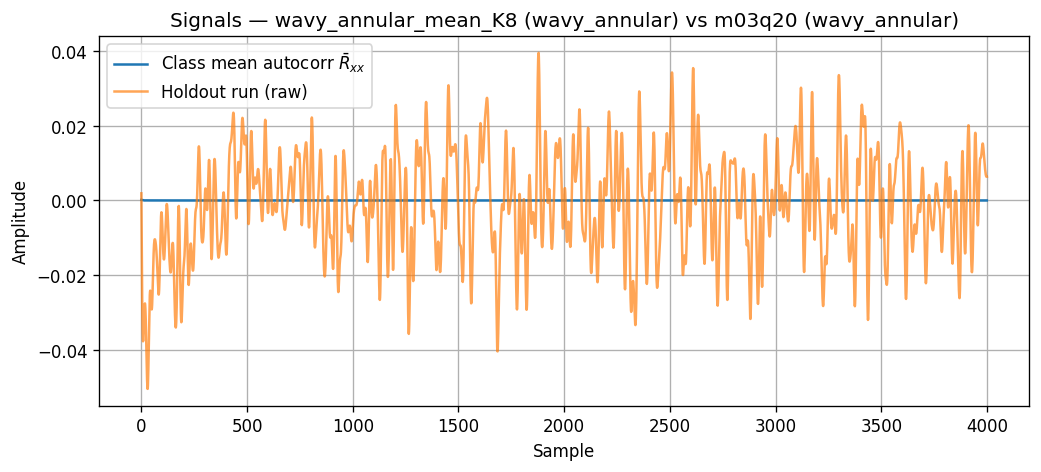 Signals — wavy_annular_mean_K8 (wavy_annular) vs m03q20 (wavy_annular)
Class mean autocorr R̄xx
Holdout run (raw)
Amplitude
0.04
0.02
0.00
−0.02
−0.04
0 500 1000 1500 2000 2500 3000 3500 4000
Sample